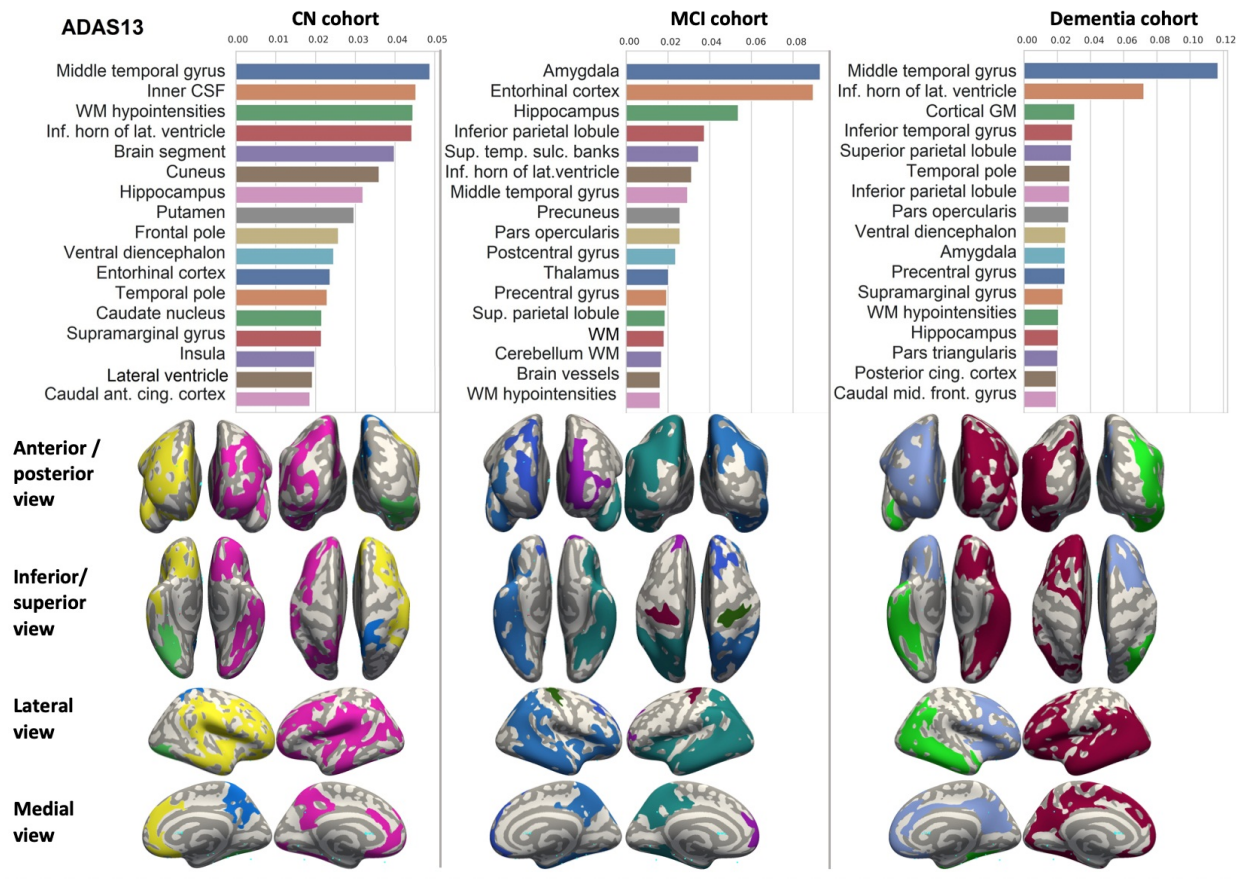 ADAS13
CN cohort
MCI cohort
Dementia cohort
0.00 0.01 0.02 0.03 0.04 0.05
Middle temporal gyrus
Inner CSF
WM hypointensities
Inf. horn of lat. ventricle
Brain segment
Cuneus
Hippocampus
Putamen
Frontal pole
Ventral diencephalon
Entorhinal cortex
Temporal pole
Caudate nucleus
Supramarginal gyrus
Insula
Lateral ventricle
Caudal ant. cing. cortex
0.00 0.02 0.04 0.06 0.08
Amygdala
Entorhinal cortex
Hippocampus
Inferior parietal lobule
Sup. temp. sulc. banks
Inf. horn of lat.ventricle
Middle temporal gyrus
Precuneus
Pars opercularis
Postcentral gyrus
Thalamus
Precentral gyrus
Sup. parietal lobule
WM
Cerebellum WM
Brain vessels
WM hypointensities
0.00 0.02 0.04 0.06 0.08 0.10 0.12
Middle temporal gyrus
Inf. horn of lat. ventricle
Cortical GM
Inferior temporal gyrus
Superior parietal lobule
Temporal pole
Inferior parietal lobule
Pars opercularis
Ventral diencephalon
Amygdala
Precentral gyrus
Supramarginal gyrus
WM hypointensities
Hippocampus
Pars triangularis
Posterior cing. cortex
Caudal mid. front. gyrus
Anterior /
posterior
view
Inferior/
superior
view
Lateral
view
Medial
view